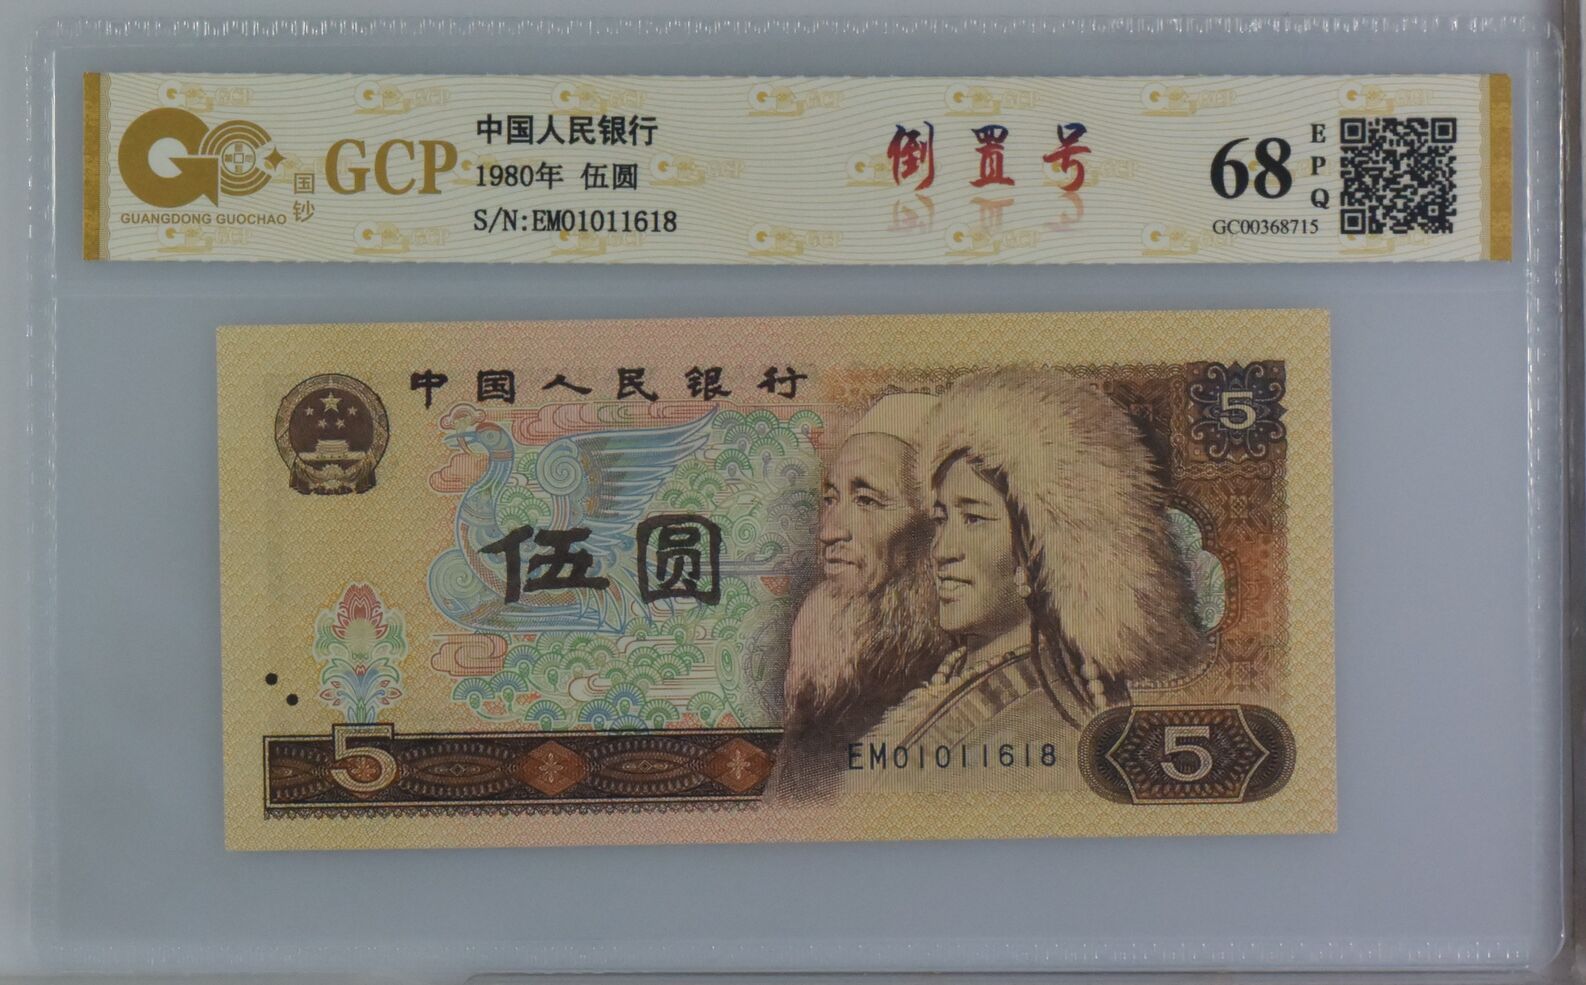 GCP
国钞
GUANGDONG GUOCHAO
中国人民银行
1980年 伍圆
S/N:EM01011618
倒置号
68
EPQ
GC00368715
中国人民银行
5
伍圆
5
EM01011618
5